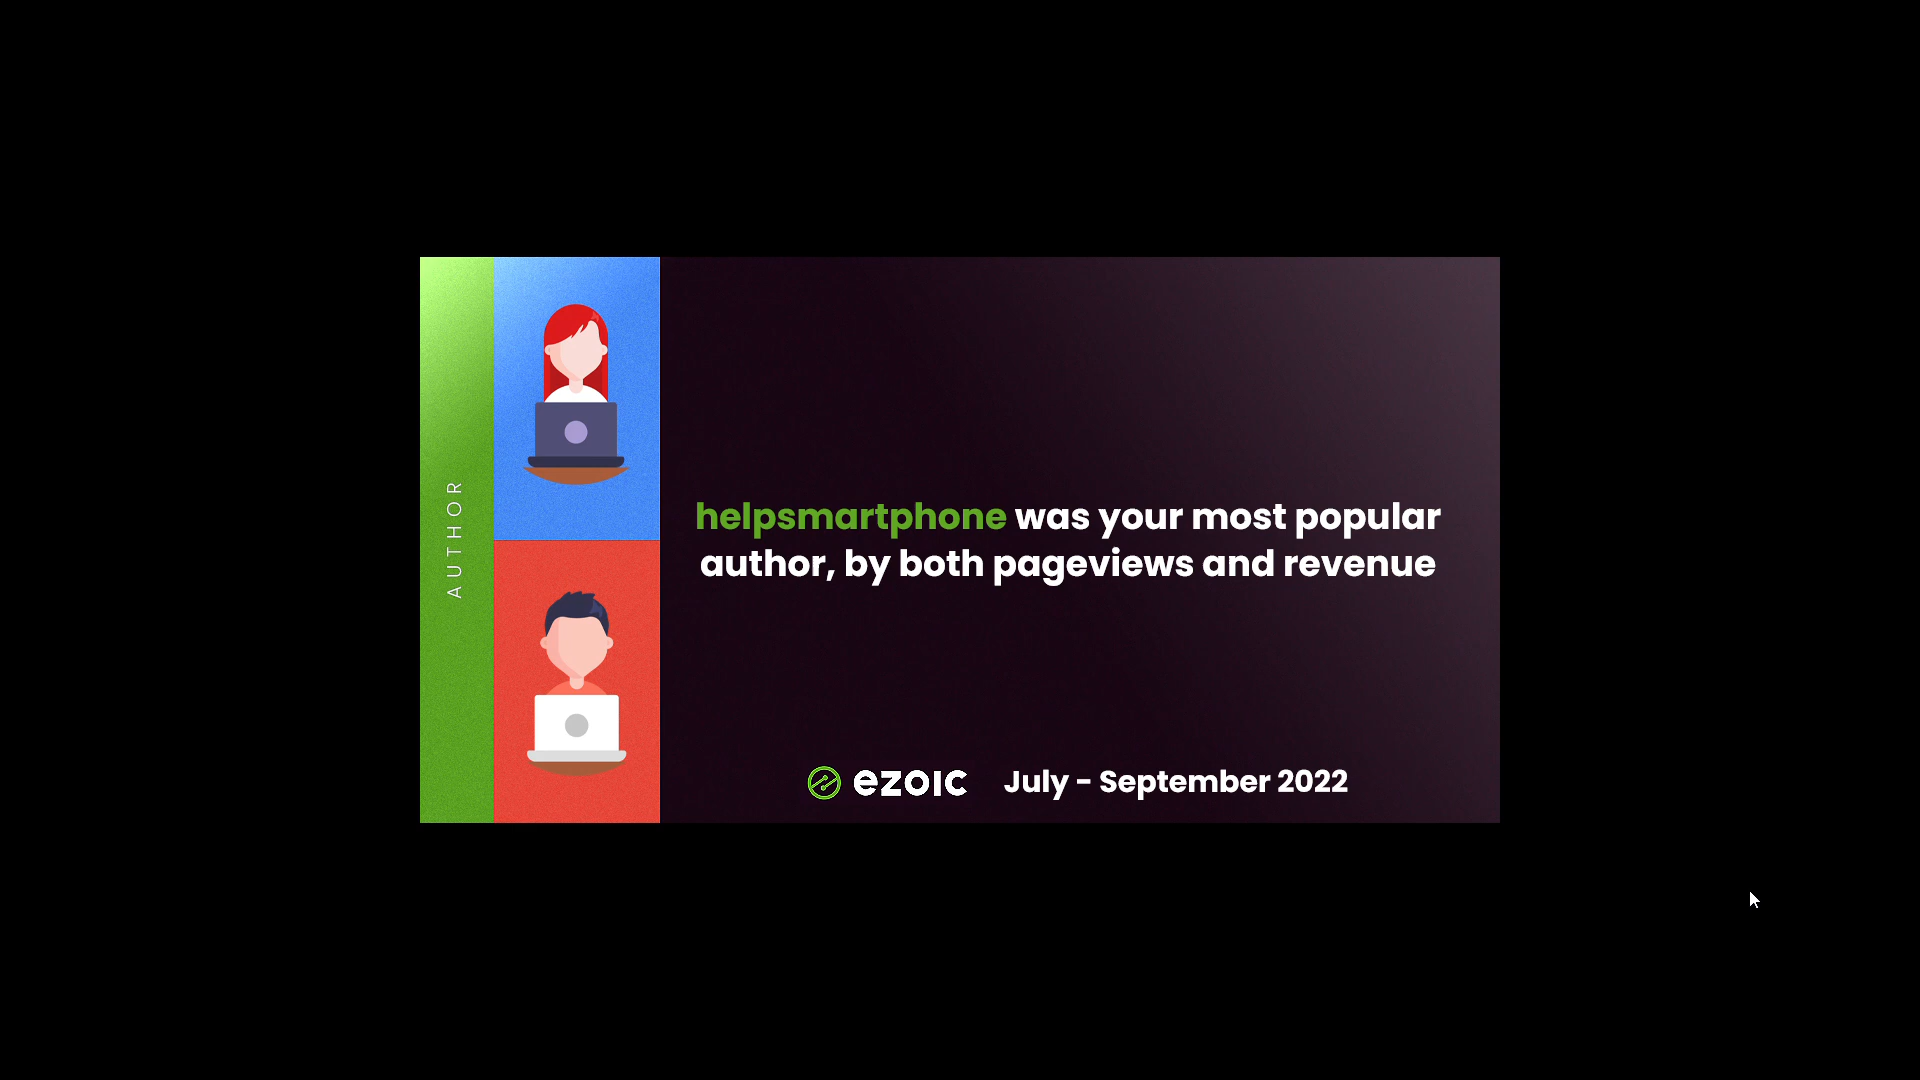 AUTHOR
helpsmartphone was your most popular
author, by both pageviews and revenue
ezoic July - September 2022